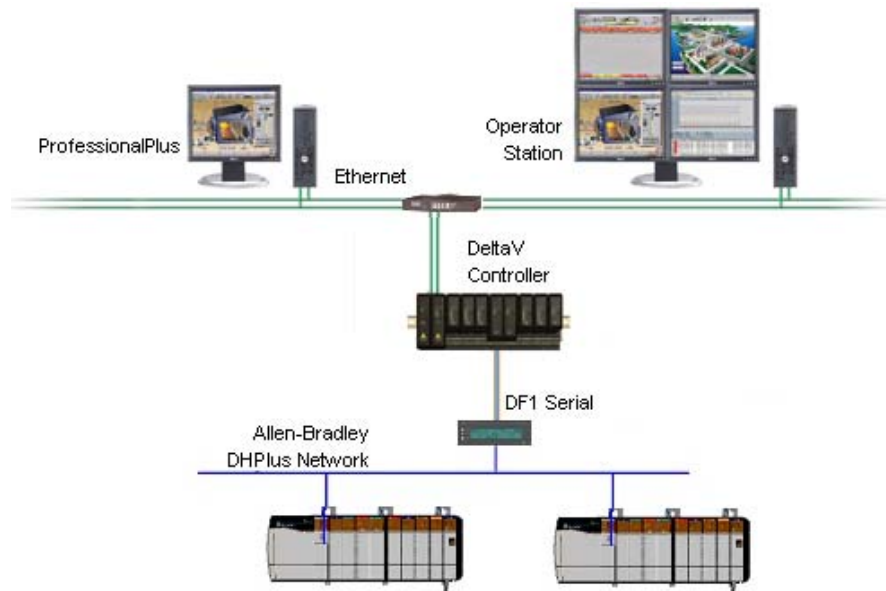 ProfessionalPlus
Operator
Station
Ethernet
DeltaV
Controller
DF1 Serial
Allen-Bradley
DHPlus Network